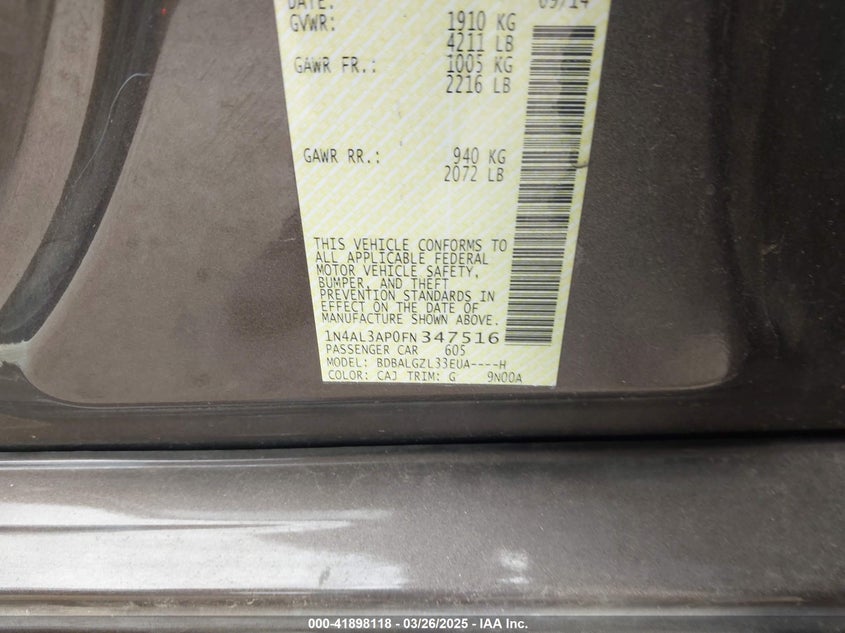 DATE: 09/14
GVWR: 1910 KG
4211 LB
GAWR FR.: 1005 KG
2216 LB
GAWR RR.: 940 KG
2072 LB
THIS VEHICLE CONFORMS TO
ALL APPLICABLE FEDERAL
MOTOR VEHICLE SAFETY,
BUMPER, AND THEFT
PREVENTION STANDARDS IN
EFFECT ON THE DATE OF
MANUFACTURE SHOWN ABOVE.
1N4AL3AP0FN347516
PASSENGER CAR 605
MODEL: BDBALGZL33EUA----H
COLOR: CAJ TRIM: G 9N00A
000-41898118 - 03/26/2025 - IAA Inc.